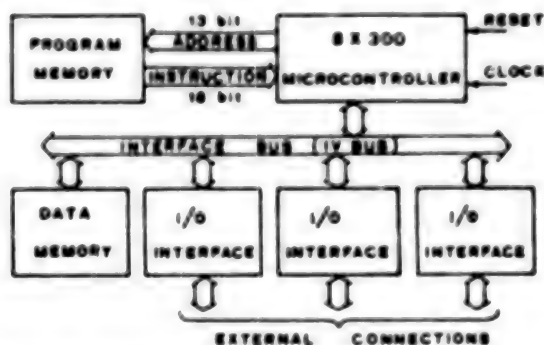 13 bit
ADDRESS
PROGRAM
MEMORY
INSTRUCTION
16 bit
8 X 300
MICROCONTROLLER
RESET
CLOCK
INTERFACE BUS (IV BUS)
DATA
MEMORY
I/O
INTERFACE
I/O
INTERFACE
I/O
INTERFACE
EXTERNAL CONNECTIONS